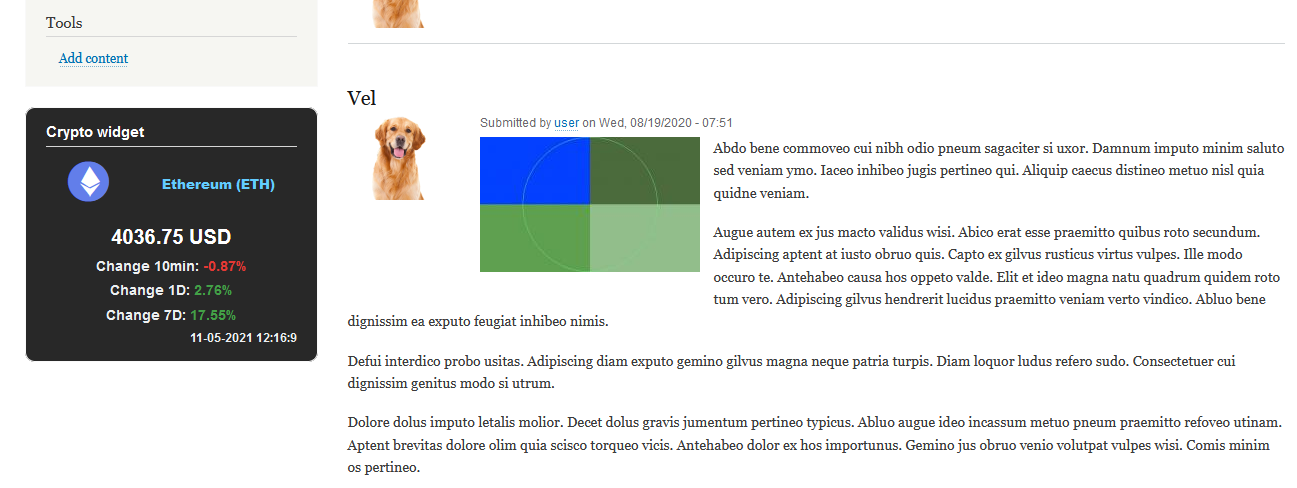 Tools
Add content
Crypto widget
Ethereum (ETH)
4036.75 USD
Change 10min: -0.87%
Change 1D: 2.76%
Change 7D: 17.55%
11-05-2021 12:16:9
Vel
Submitted by user on Wed, 08/19/2020 - 07:51
Abdo bene commoveo cui nibh odio pneum sagaciter si uxor. Damnum imputo minim saluto
sed veniam ymo. Iaceo inhibeo jugis pertineo qui. Aliquip caecus distineo metuo nisl quia
quidne veniam.
Augue autem ex jus macto validus wisi. Abico erat esse praemitto quibus roto secundum.
Adipiscing aptent at iusto obruo quis. Capto ex gilvus rusticus virtus vulpes. Ille modo
occuro te. Antehabeo causa hos oppeto valde. Elit et ideo magna natu quadrum quidem roto
tum vero. Adipiscing gilvus hendrerit lucidus praemitto veniam verto vindico. Abluo bene
dignissim ea exputo feugiat inhibeo nimis.
Defui interdico probo usitas. Adipiscing diam exputo gemino gilvus magna neque patria turpis. Diam loquor ludus refero sudo. Consectetuer cui
dignissim genitus modo si utrum.
Dolore dolus imputo letalis molior. Decet dolus gravis jumentum pertineo typicus. Abluo augue ideo incassum metuo pneum praemitto refoveo utinam.
Aptent brevitas dolore olim quia scisco torqueo vicis. Antehabeo dolor ex hos importunus. Gemino jus obruo venio volutpat vulpes wisi. Comis minim
os pertineo.